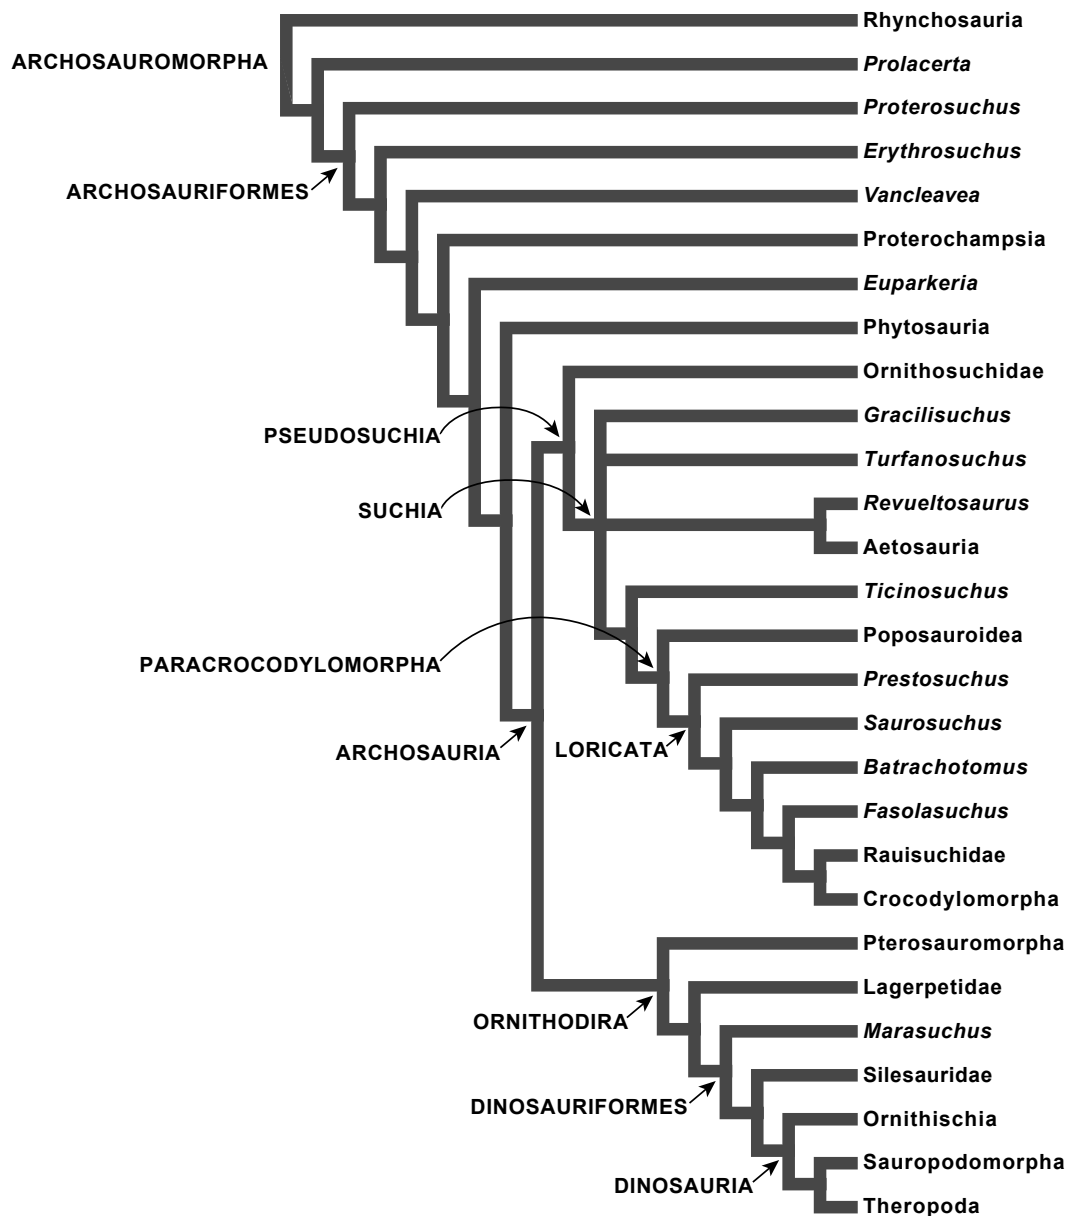 Rhynchosauria
ARCHOSAUROMORPHA
Prolacerta
Proterosuchus
Erythrosuchus
ARCHOSAURIFORMES
Vancleavea
Proterochampsia
Euparkeria
Phytosauria
Ornithosuchidae
Gracilisuchus
PSEUDOSUCHIA
Turfanosuchus
Revueltosaurus
SUCHIA
Aetosauria
Ticinosuchus
Poposauroidea
PARACROCODYLOMORPHA
Prestosuchus
Saurosuchus
ARCHOSAURIA
LORICATA
Batrachotomus
Fasolasuchus
Rauisuchidae
Crocodylomorpha
Pterosauromorpha
Lagerpetidae
ORNITHODIRA
Marasuchus
Silesauridae
DINOSAURIFORMES
Ornithischia
Sauropodomorpha
DINOSAURIA
Theropoda